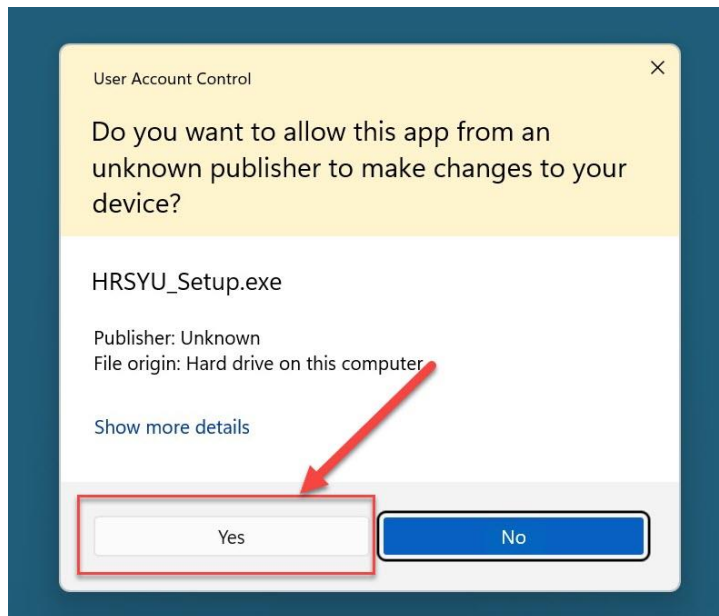 User Account Control
Do you want to allow this app from an
unknown publisher to make changes to your
device?
HRSYU_Setup.exe
Publisher: Unknown
File origin: Hard drive on this computer
Show more details
Yes
No